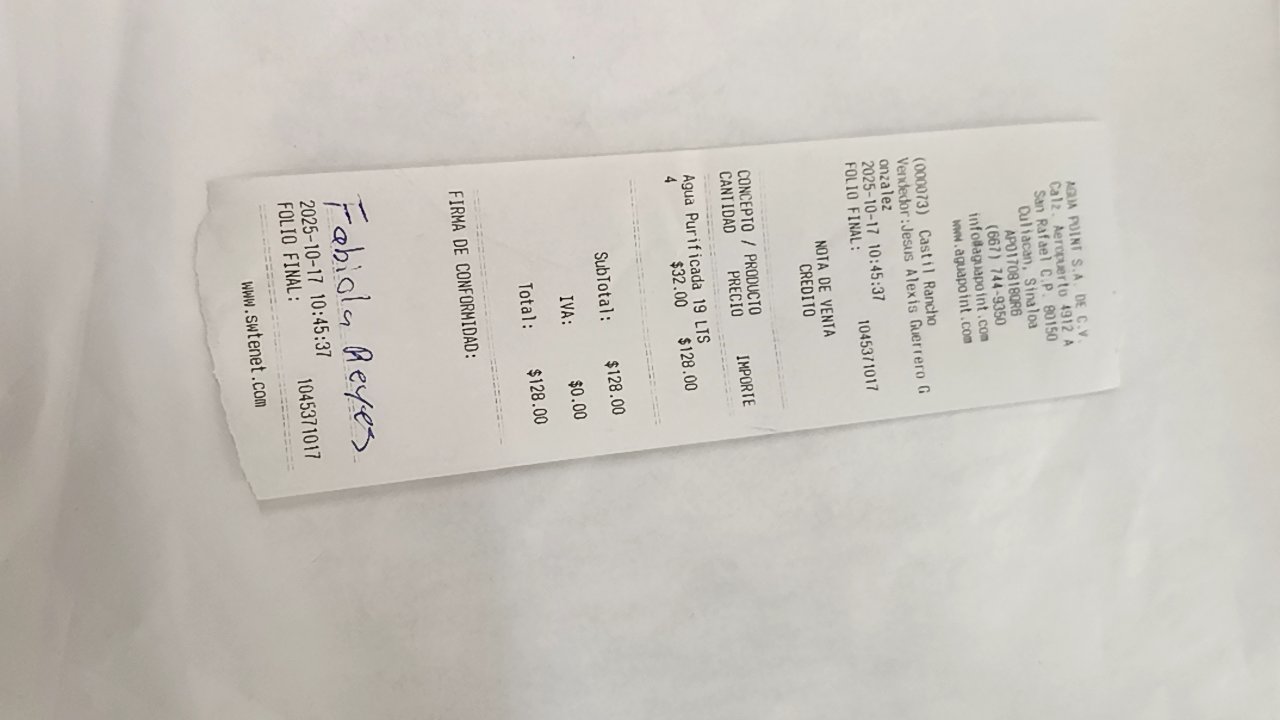 AGUA POINT S.A. DE C.V.
Calz. Aeropuerto 4912 A
San Rafael C.P. 80150
Culiacan, Sinaloa
APO170818QR6
(667) 744-9350
info@aguapoint.com
www.aguapoint.com
(000073) Castil Rancho
Vendedor:Jesus Alexis Guerrero G
onzalez
2025-10-17 10:45:37
FOLIO FINAL: 1045371017
NOTA DE VENTA
CREDITO
CONCEPTO / PRODUCTO
CANTIDAD PRECIO IMPORTE
Agua Purificada 19 LTS
4 $32.00 $128.00
SubTotal: $128.00
IVA: $0.00
Total: $128.00
FIRMA DE CONFORMIDAD:
Fabiola Reyes
2025-10-17 10:45:37
FOLIO FINAL: 1045371017
www.swtenet.com